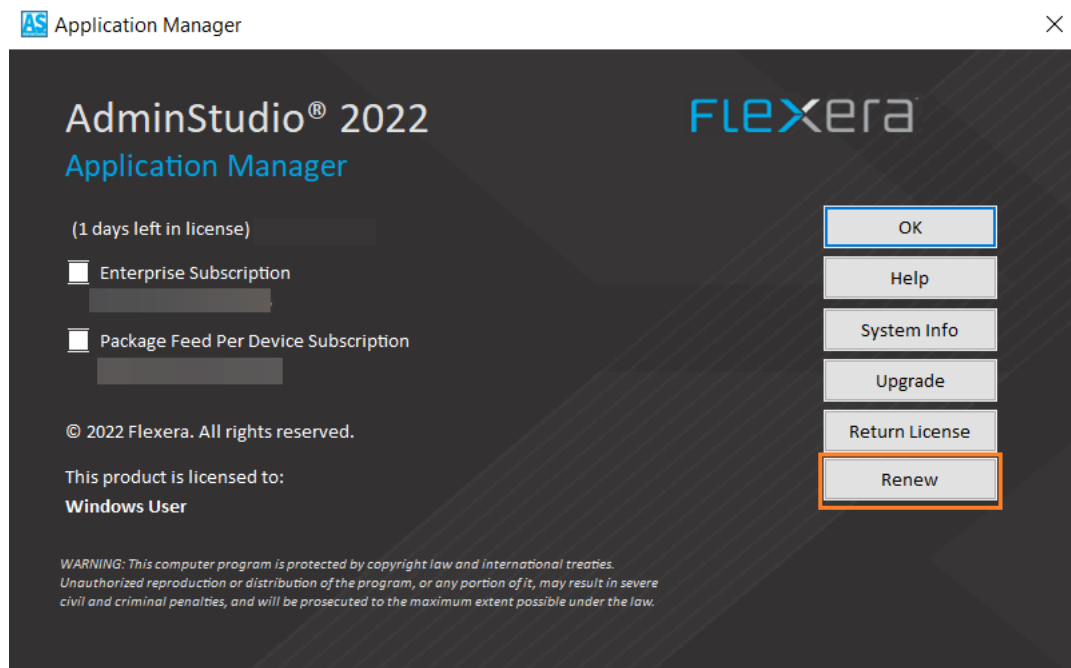 AS Application Manager
AdminStudio® 2022
Flexera
Application Manager
(1 days left in license)
Enterprise Subscription
Package Feed Per Device Subscription
© 2022 Flexera. All rights reserved.
This product is licensed to:
Windows User
WARNING: This computer program is protected by copyright law and international treaties.
Unauthorized reproduction or distribution of the program, or any portion of it, may result in severe
civil and criminal penalties, and will be prosecuted to the maximum extent possible under the law.
OK
Help
System Info
Upgrade
Return License
Renew